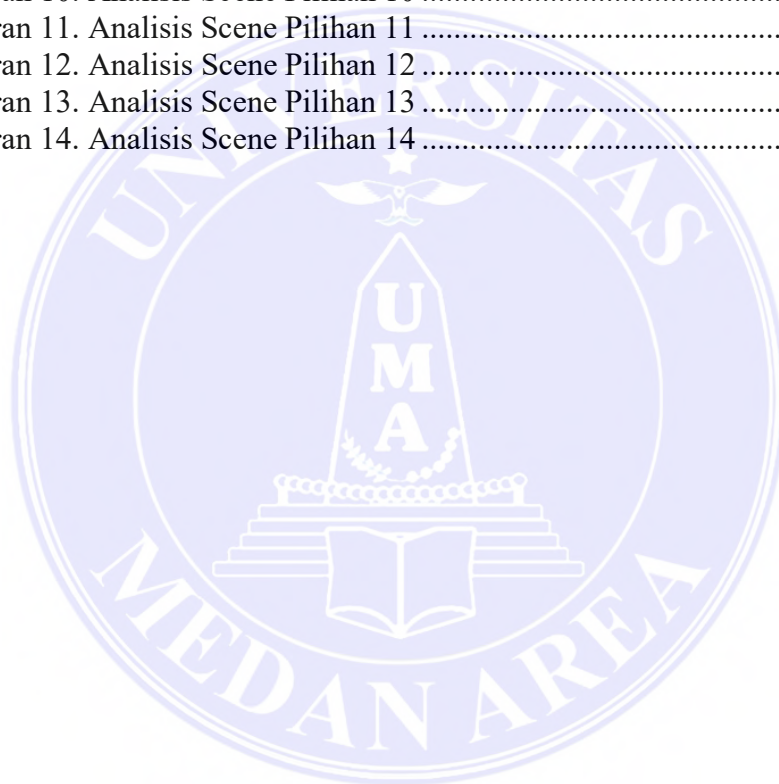 ran 11. Analisis Scene Pilihan 11 ........................................
ran 12. Analisis Scene Pilihan 12 ........................................
ran 13. Analisis Scene Pilihan 13 ........................................
ran 14. Analisis Scene Pilihan 14 ........................................
UNIVERSITAS
U
M
A
MEDAN AREA